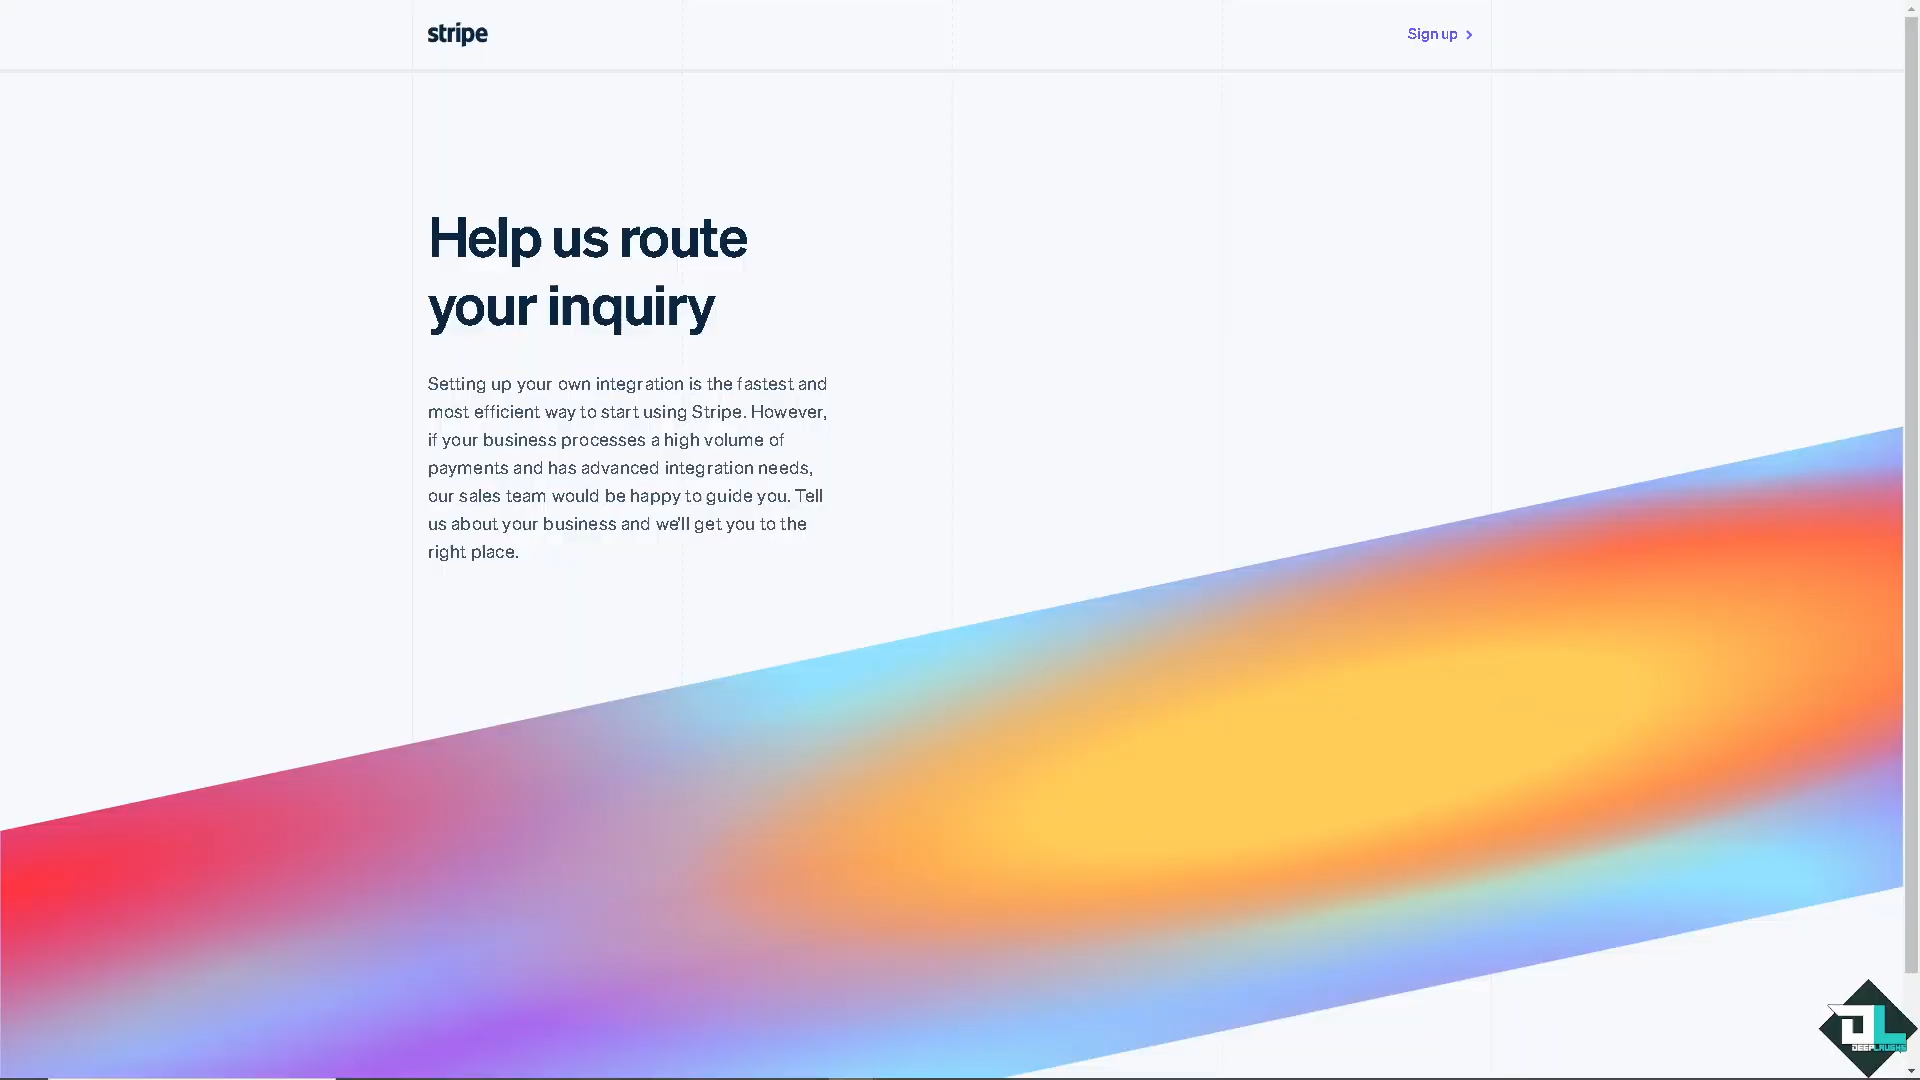 stripe
Sign up
Help us route
your inquiry
Setting up your own integration is the fastest and
most efficient way to start using Stripe. However,
if your business processes a high volume of
payments and has advanced integration needs,
our sales team would be happy to guide you. Tell
us about your business and we'll get you to the
right place.
DL
DEEPLAUGHS